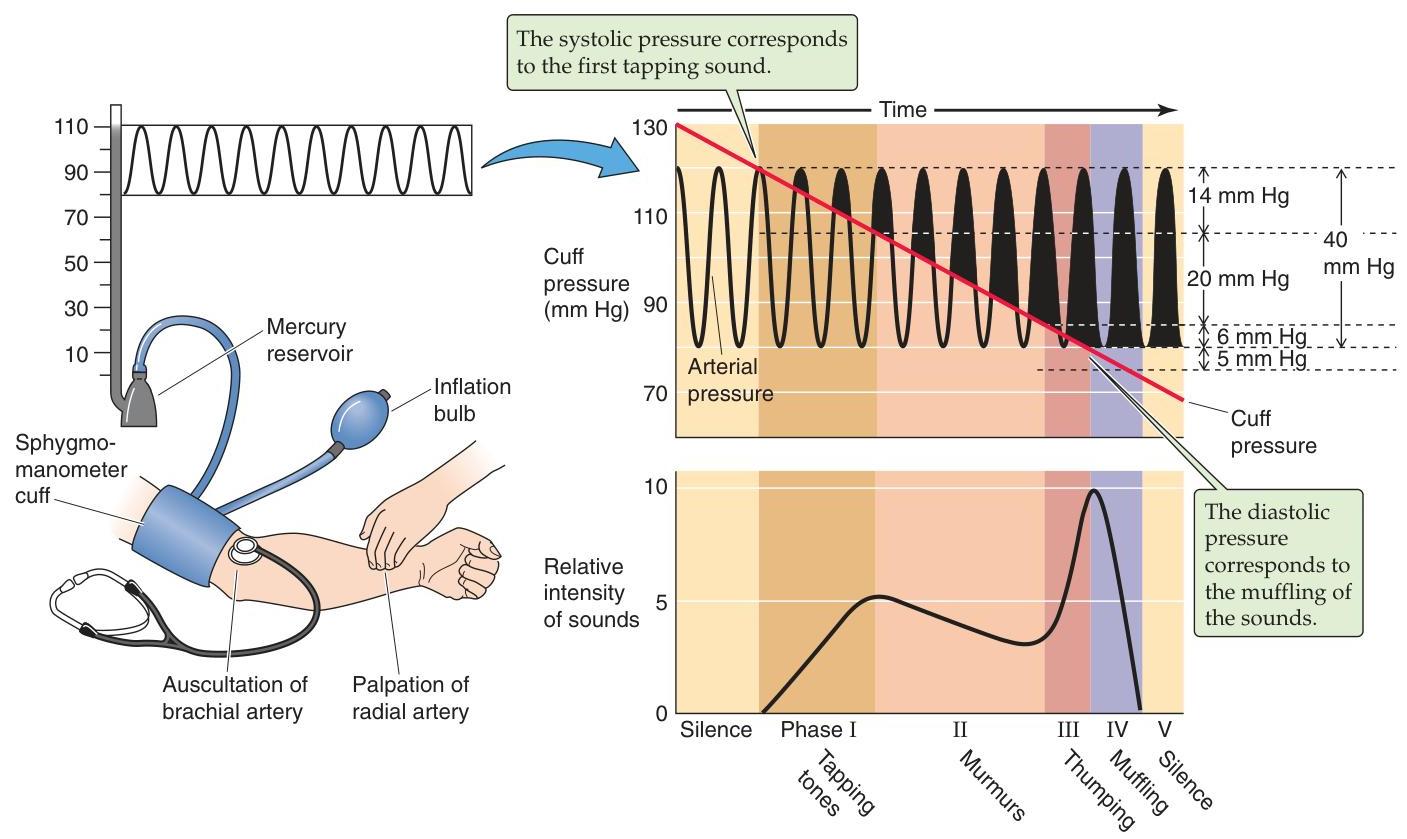 The systolic pressure corresponds
to the first tapping sound.
Time
110
90
70
50
30
10
Mercury
reservoir
Inflation
bulb
Sphygmo-
manometer
cuff
Auscultation of
brachial artery
Palpation of
radial artery
130
110
90
70
Cuff
pressure
(mm Hg)
Arterial
pressure
14 mm Hg
20 mm Hg
6 mm Hg
5 mm Hg
40
mm Hg
Cuff
pressure
The diastolic
pressure
corresponds to
the muffling of
the sounds.
10
5
0
Relative
intensity
of sounds
Silence
Phase I
II
III
IV
V
Tapping
tones
Murmurs
Thumping
Muffling
Silence